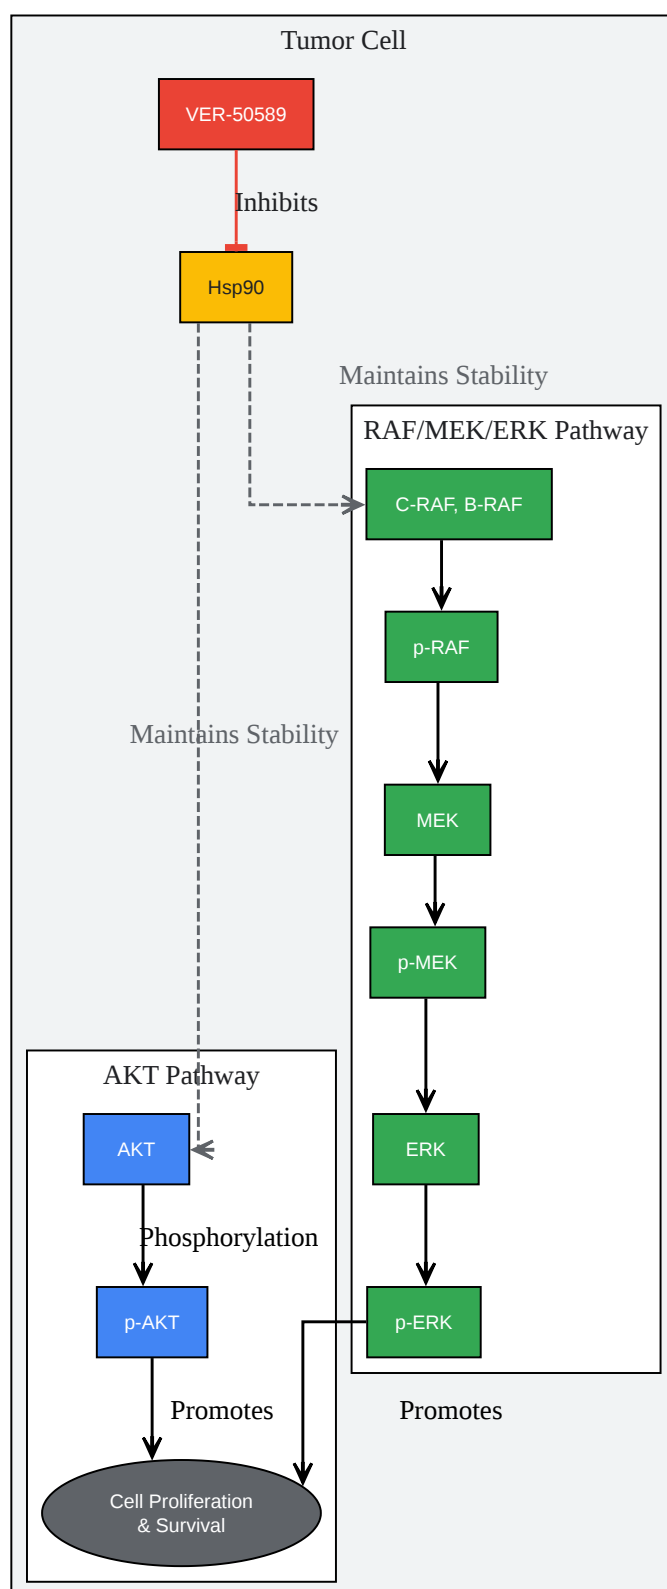 Tumor Cell
VER-50589
Inhibits
Hsp90
Maintains Stability
RAF/MEK/ERK Pathway
C-RAF, B-RAF
p-RAF
Maintains Stability
MEK
p-MEK
AKT Pathway
AKT
ERK
Phosphorylation
p-AKT
p-ERK
Promotes
Promotes
Cell Proliferation
& Survival